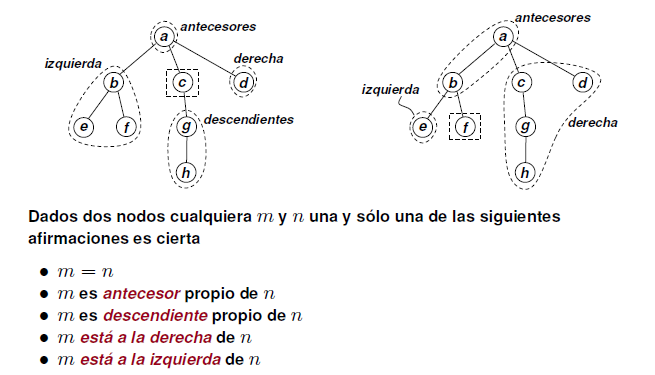 antecesores
a
izquierda
derecha
b
c
d
e
f
g
descendientes
h
antecesores
a
b
c
d
izquierda
e
f
g
derecha
h
Dados dos nodos cualquiera m y n una y sólo una de las siguientes
afirmaciones es cierta
● m = n
● m es antecesor propio de n
● m es descendiente propio de n
● m está a la derecha de n
● m está a la izquierda de n